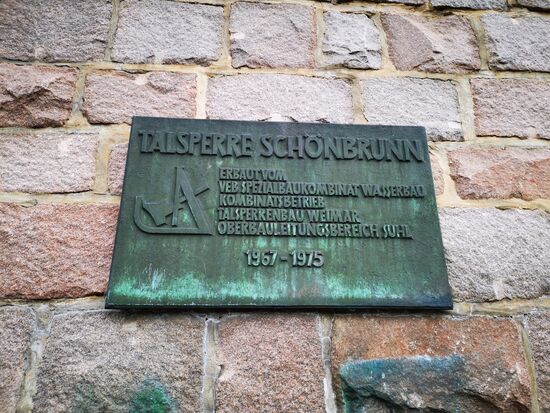 TALSPERRE SCHÖNBRUNN
ERBAUT VOM
VEB SPEZIALBAUKOMBINAT WASSERBAU
KOMBINATSBETRIEB
TALSPERRENBAU WEIMAR
OBERBAULEITUNGSBEREICH SUHL
1967 - 1975